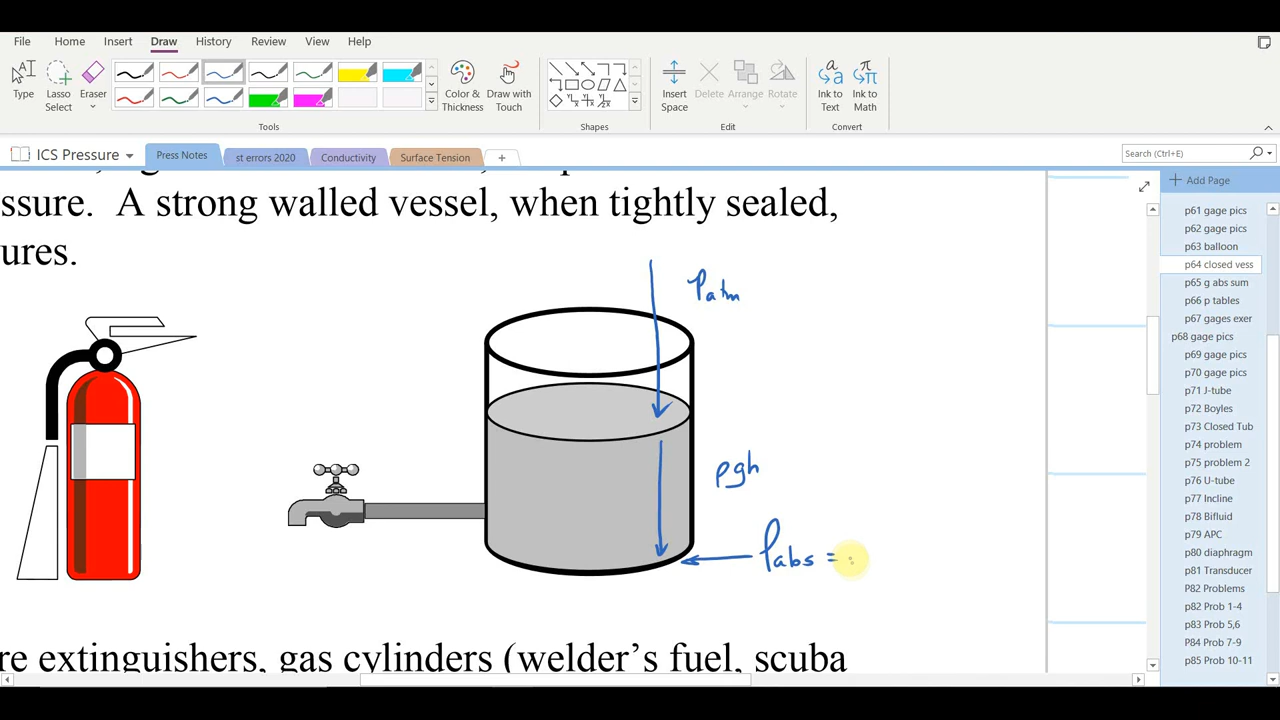 File Home Insert Draw History Review View Help
Type Lasso Select Eraser Color & Thickness Draw with Touch Insert Space Delete Arrange Rotate Ink to Text Ink to Math
Tools Shapes Edit Convert
ICS Pressure Press Notes st errors 2020 Conductivity Surface Tension + Search (Ctrl+E)
Add Page
p61 gage pics
p62 gage pics
p63 balloon
p64 closed vess
p65 g abs sum
p66 p tables
p67 gages exer
p68 gage pics
p69 gage pics
p70 gage pics
p71 J-tube
p72 Boyles
p73 Closed Tub
p74 problem
p75 problem 2
p76 U-tube
p77 Incline
p78 Bifluid
p79 APC
p80 diaphragm
p81 Transducer
P82 Problems
p82 Prob 1-4
p83 Prob 5,6
P84 Prob 7-9
p85 Prob 10-11
ssure. A strong walled vessel, when tightly sealed,
ures.
Patm
ρgh
Pabs =
re extinguishers, gas cylinders (welder’s fuel, scuba